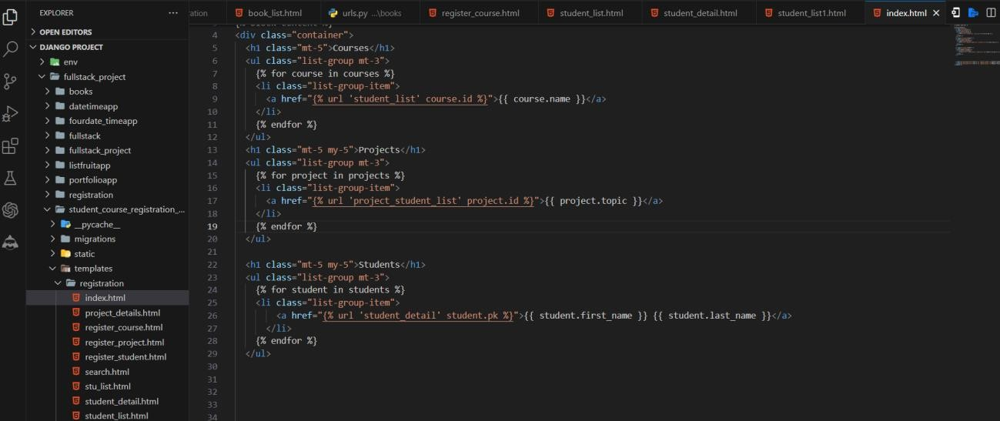 EXPLORER
...
OPEN EDITORS
DJANGO PROJECT
env
fullstack_project
books
datetimeapp
fourdate_timeapp
fullstack
fullstack_project
listfruitapp
portfolioapp
registration
student_course_registration_...
__pycache__
migrations
static
templates
registration
index.html
project_details.html
register_course.html
register_project.html
register_student.html
search.html
stu_list.html
student_detail.html
student_list.html
ration
book_list.html
urls.py ...\books
register_course.html
student_list.html
student_detail.html
student_list1.html
index.html
3 {% block content %}
4 <div class="container">
5 <h1 class="mt-5">Courses</h1>
6 <ul class="list-group mt-3">
7 {% for course in courses %}
8 <li class="list-group-item">
9 <a href="{% url 'student_list' course.id %}">{{ course.name }}</a>
10 </li>
11 {% endfor %}
12 </ul>
13 <h1 class="mt-5 my-5">Projects</h1>
14 <ul class="list-group mt-3">
15 {% for project in projects %}
16 <li class="list-group-item">
17 <a href="{% url 'project_student_list' project.id %}">{{ project.topic }}</a>
18 </li>
19 {% endfor %}
20 </ul>
21
22 <h1 class="mt-5 my-5">Students</h1>
23 <ul class="list-group mt-3">
24 {% for student in students %}
25 <li class="list-group-item">
26 <a href="{% url 'student_detail' student.pk %}">{{ student.first_name }} {{ student.last_name }}</a>
27 </li>
28 {% endfor %}
29 </ul>
30
31
32
33
34